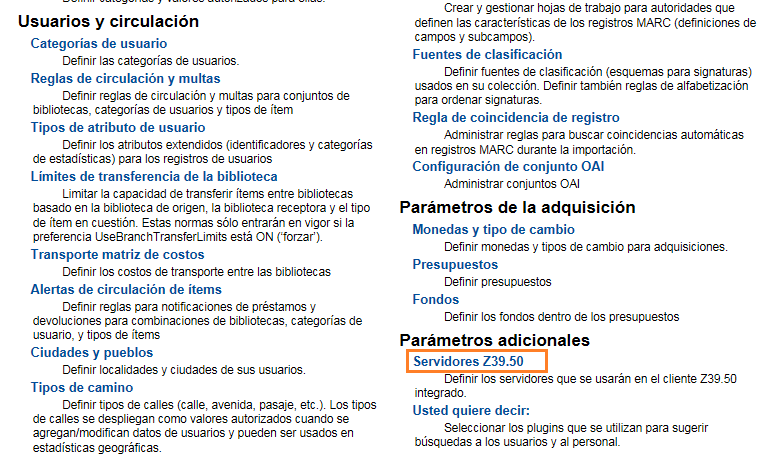 Definir categorías y valores autorizados para ellas.
Usuarios y circulación
Categorías de usuario
Definir las categorías de usuarios.
Reglas de circulación y multas
Definir reglas de circulación y multas para conjuntos de
bibliotecas, categorías de usuarios y tipos de ítem
Tipos de atributo de usuario
Definir los atributos extendidos (identificadores y categorías
de estadísticas) para los registros de usuarios
Límites de transferencia de la biblioteca
Limitar la capacidad de transferir ítems entre bibliotecas
basado en la biblioteca de origen, la biblioteca receptora y el tipo
de ítem en cuestión. Estas normas sólo entrarán en vigor si la
preferencia UseBranchTransferLimits está ON ('forzar').
Transporte matriz de costos
Definir los costos de transporte entre las bibliotecas
Alertas de circulación de ítems
Definir reglas para notificaciones de préstamos y
devoluciones para combinaciones de bibliotecas, categorías de
usuario, y tipos de ítems
Ciudades y pueblos
Definir localidades y ciudades de sus usuarios.
Tipos de camino
Definir tipos de calles (calle, avenida, pasaje, etc.). Los tipos
de calles se despliegan como valores autorizados cuando se
agregan/modifican datos de usuarios y pueden ser usados en
estadísticas geográficas.
Crear y gestionar hojas de trabajo para autoridades que
definen las características de los registros MARC (definiciones de
campos y subcampos).
Fuentes de clasificación
Definir fuentes de clasificación (esquemas para signaturas)
usados en su colección. Definir también reglas de alfabetización
para ordenar signaturas.
Regla de coincidencia de registro
Administrar reglas para buscar coincidencias automáticas
en registros MARC durante la importación.
Configuración de conjunto OAI
Administrar conjuntos OAI
Parámetros de la adquisición
Monedas y tipo de cambio
Definir monedas y tipos de cambio para adquisiciones.
Presupuestos
Definir presupuestos
Fondos
Definir los fondos dentro de los presupuestos
Parámetros adicionales
Servidores Z39.50
Definir los servidores que se usarán en el cliente Z39.50
integrado.
Usted quiere decir:
Seleccionar los plugins que se utilizan para sugerir
búsquedas a los usuarios y al personal.